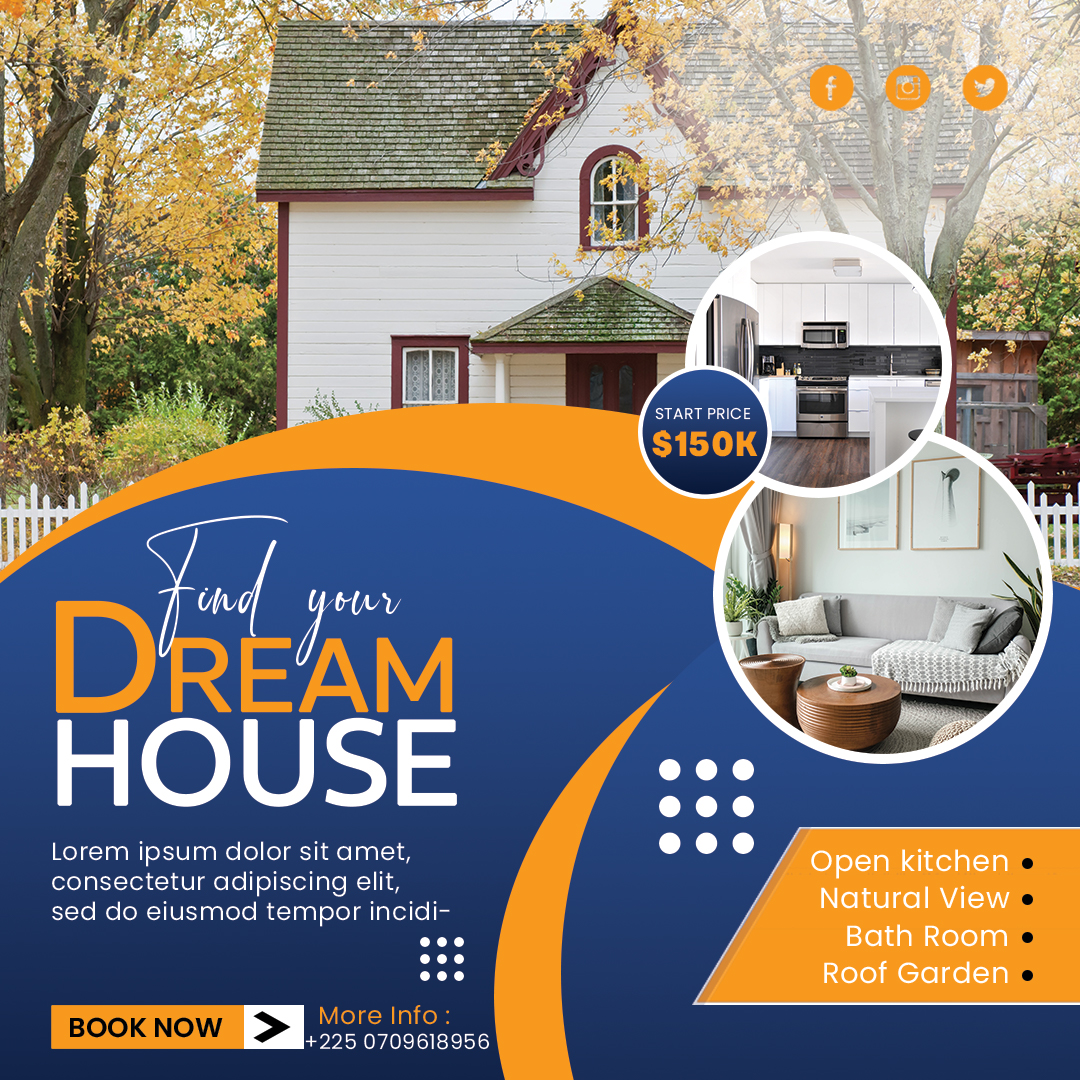 START PRICE
$150K
Find your
DREAM
HOUSE
Lorem ipsum dolor sit amet,
consectetur adipiscing elit,
sed do eiusmod tempor incidi-
Open kitchen
Natural View
Bath Room
Roof Garden
BOOK NOW
More Info :
+225 0709618956